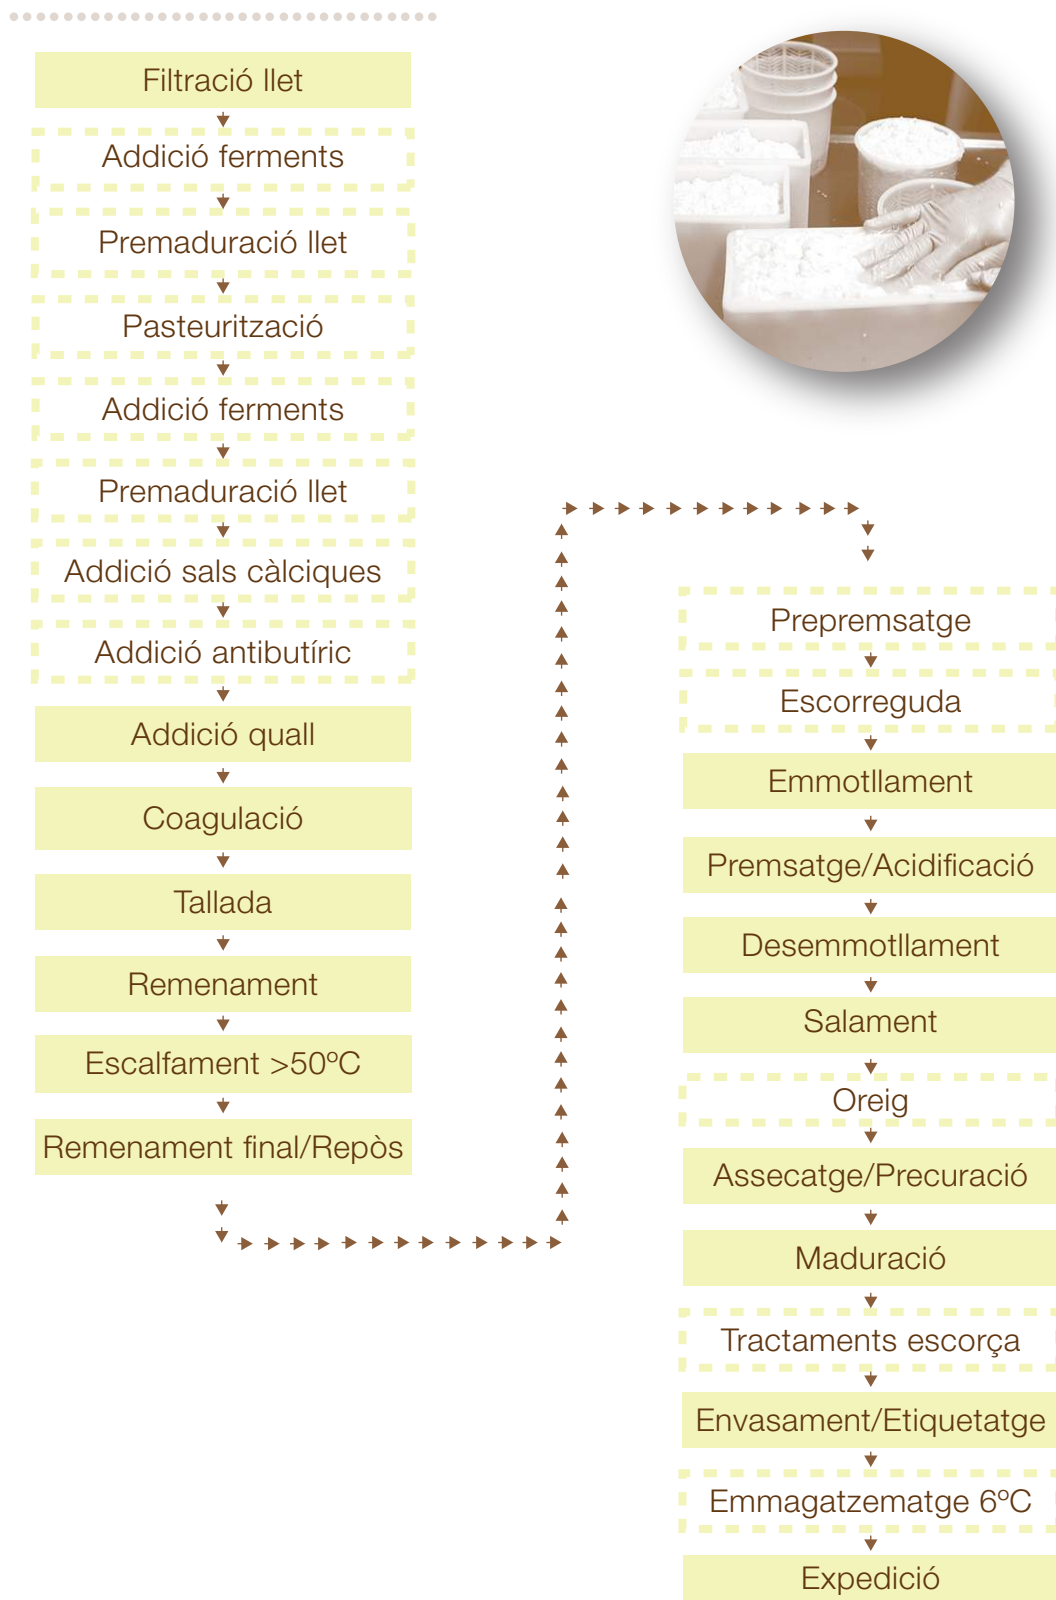 Filtració llet
Addició ferments
Premaduració llet
Pasteurització
Addició ferments
Premaduració llet
Addició sals càlciques
Addició antibutíric
Addició quall
Coagulació
Tallada
Remenament
Escalfament >50ºC
Remenament final/Repòs
Prepremsatge
Escorreguda
Emmotllament
Premsatge/Acidificació
Desemmotllament
Salament
Oreig
Assecatge/Precuració
Maduració
Tractaments escorça
Envasament/Etiquetatge
Emmagatzematge 6ºC
Expedició